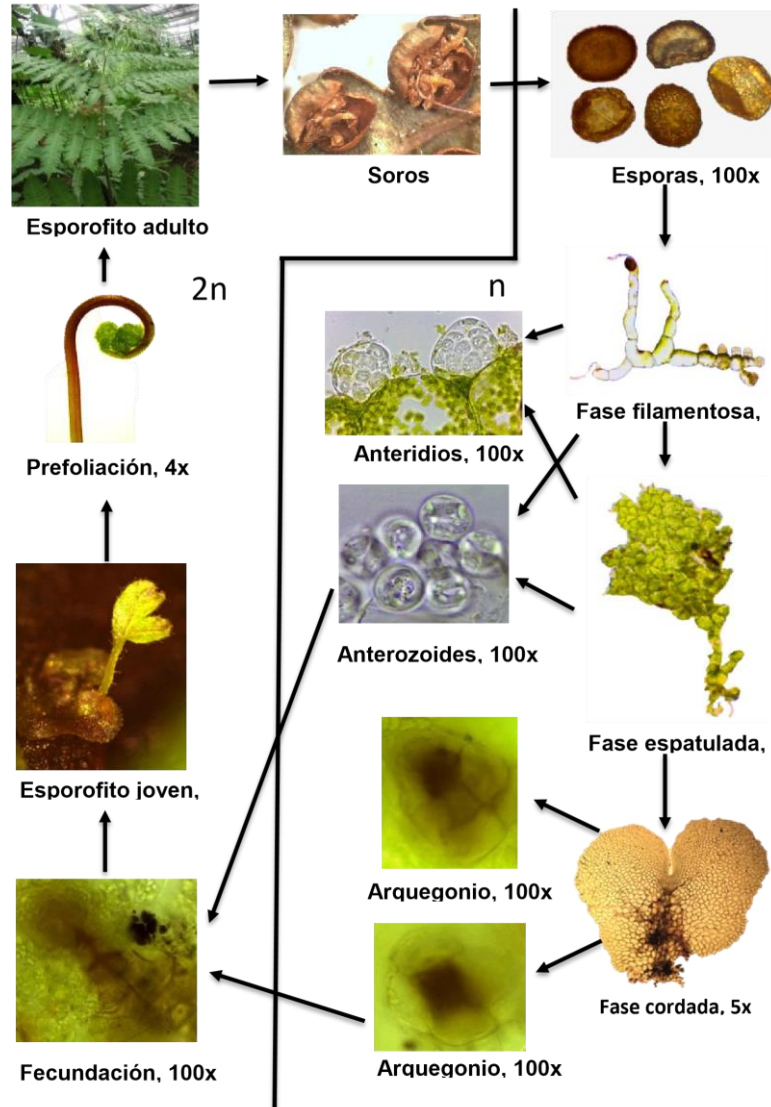 Soros
Esporas, 100x
Esporofito adulto
2n
n
Fase filamentosa,
Anteridios, 100x
Prefoliación, 4x
Anterozoides, 100x
Fase espatulada,
Esporofito joven,
Arquegonio, 100x
Fase cordada, 5x
Arquegonio, 100x
Fecundación, 100x